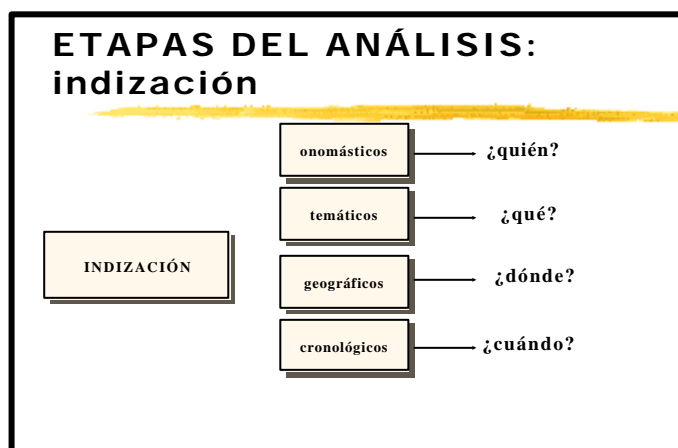 ETAPAS DEL ANÁLISIS:
indización
onomásticos
¿quién?
temáticos
¿qué?
INDIZACIÓN
geográficos
¿dónde?
cronológicos
¿cuándo?